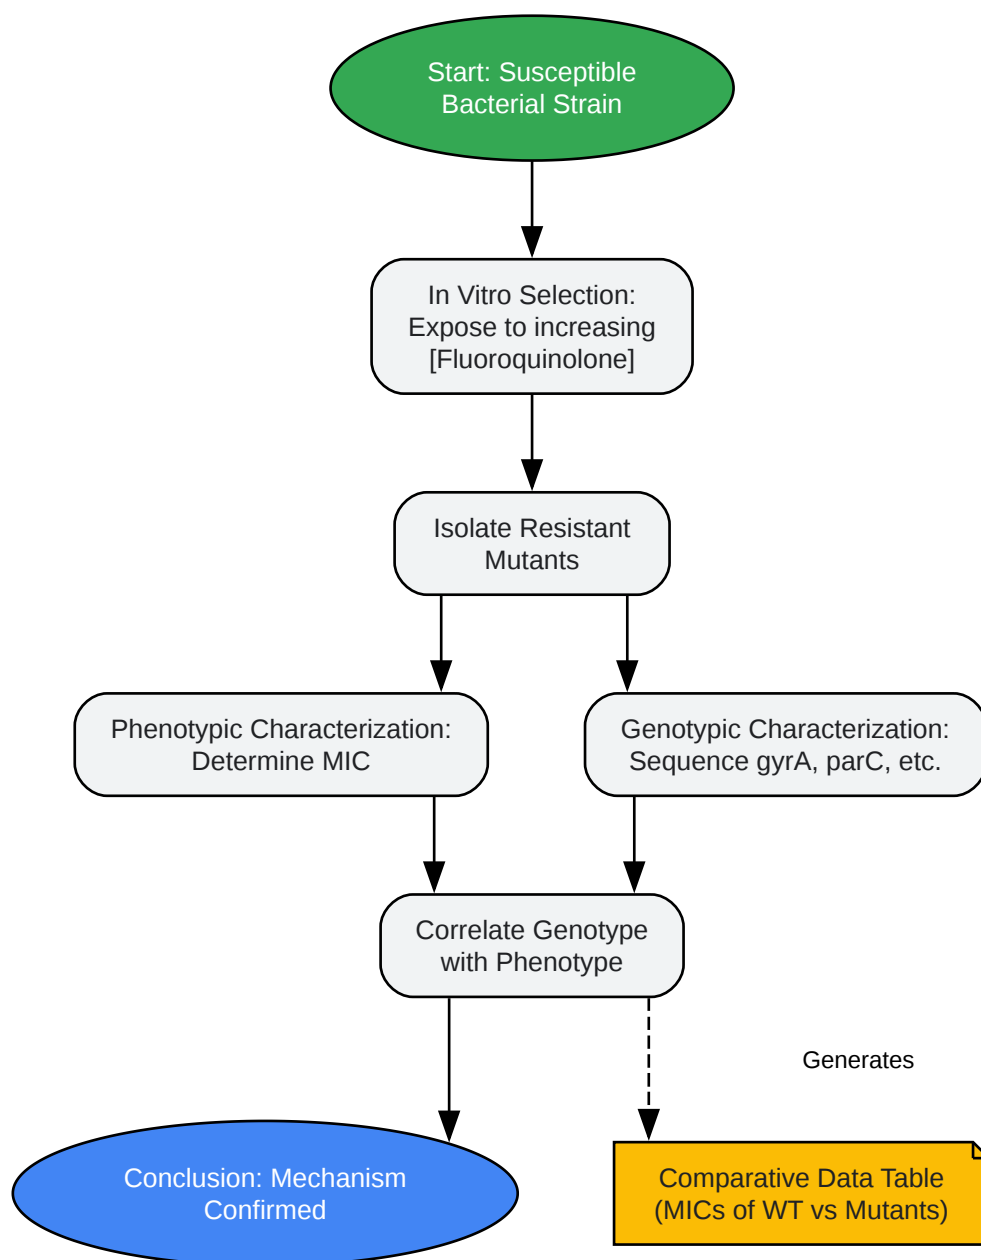 Start: Susceptible
Bacterial Strain
In Vitro Selection:
Expose to increasing
[Fluoroquinolone]
Isolate Resistant
Mutants
Phenotypic Characterization:
Determine MIC
Genotypic Characterization:
Sequence gyrA, parC, etc.
Correlate Genotype
with Phenotype
Generates
Conclusion: Mechanism
Confirmed
Comparative Data Table
(MICs of WT vs Mutants)